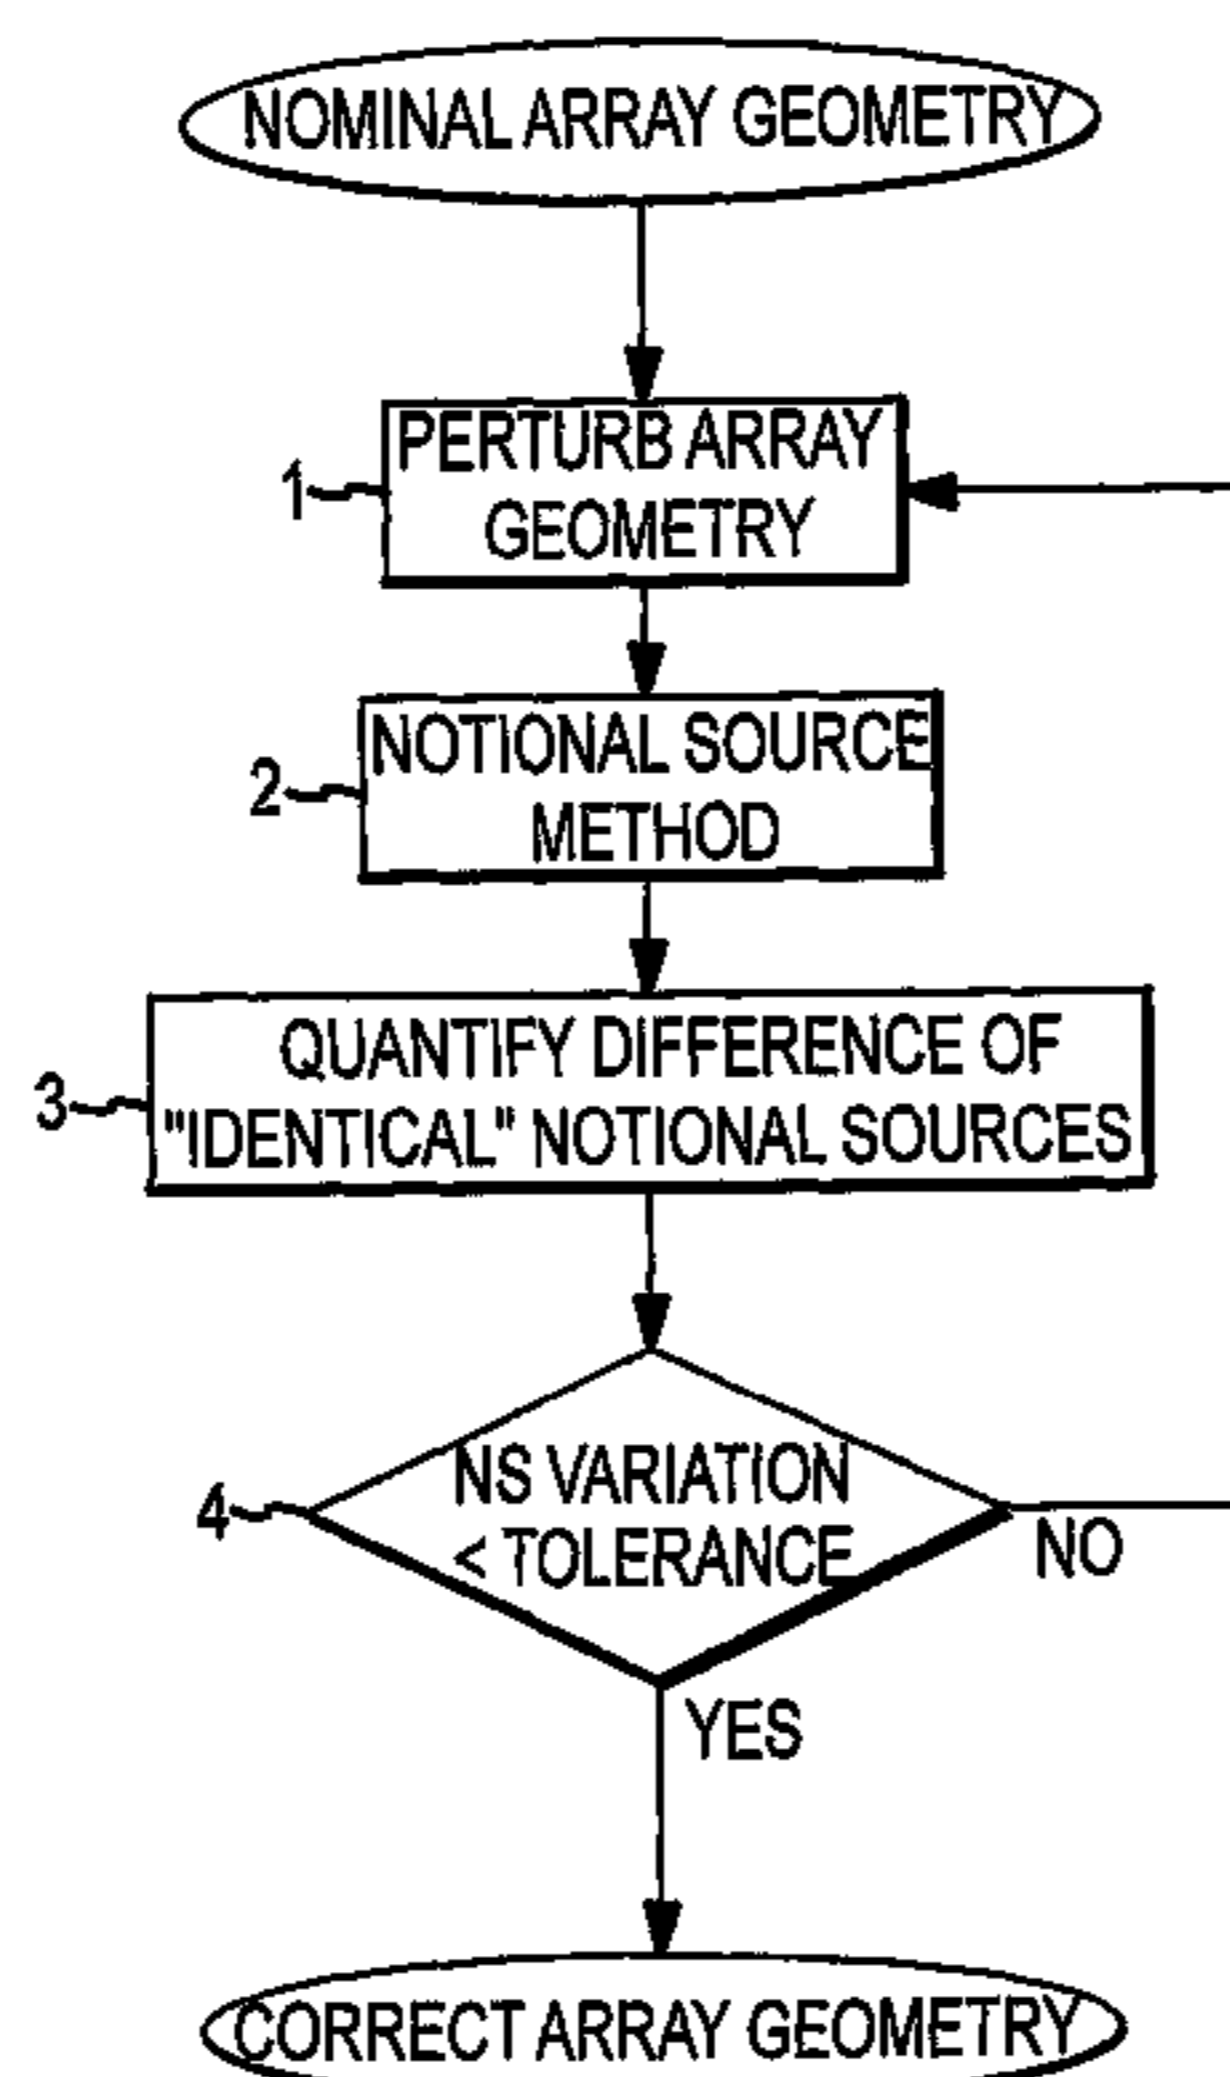 NOMINAL ARRAY GEOMETRY
PERTURB ARRAY
GEOMETRY
1
NOTIONAL SOURCE
METHOD
2
QUANTIFY DIFFERENCE OF
"IDENTICAL" NOTIONAL SOURCES
3
NS VARIATION
< TOLERANCE
4
NO
YES
CORRECT ARRAY GEOMETRY